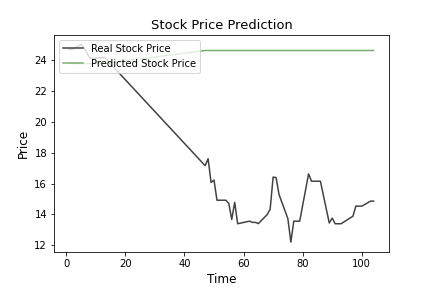 Stock Price Prediction
Real Stock Price
Predicted Stock Price
Price
24
22
20
18
16
14
12
0 20 40 60 80 100
Time